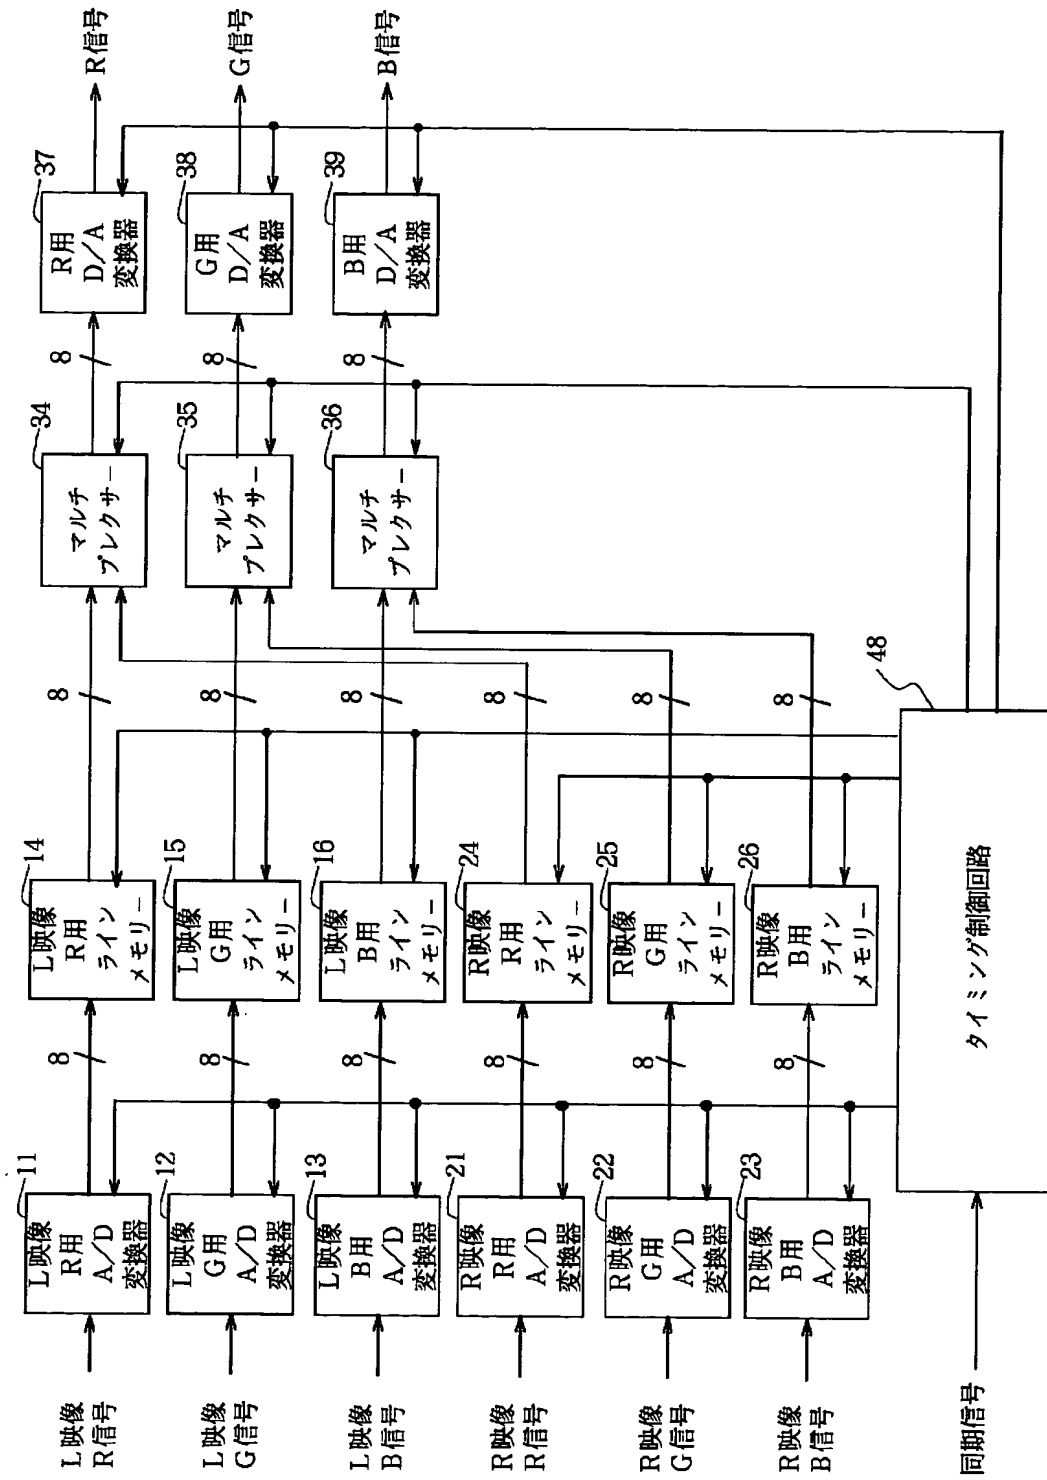 L映像
R信号
L映像
G信号
L映像
B信号
R映像
R信号
R映像
G信号
R映像
B信号
同期信号
11
L映像
R用
A/D
変換器
12
L映像
G用
A/D
変換器
13
L映像
B用
A/D
変換器
21
R映像
R用
A/D
変換器
22
R映像
G用
A/D
変換器
23
R映像
B用
A/D
変換器
8
8
8
8
8
8
14
L映像
R用
ライン
メモリー
15
L映像
G用
ライン
メモリー
16
L映像
B用
ライン
メモリー
24
R映像
R用
ライン
メモリー
25
R映像
G用
ライン
メモリー
26
R映像
B用
ライン
メモリー
タイミング制御回路
48
8
8
8
8
8
8
34
マルチ
プレクサー
35
マルチ
プレクサー
36
マルチ
プレクサー
8
8
8
37
R用
D/A
変換器
38
G用
D/A
変換器
39
B用
D/A
変換器
R信号
G信号
B信号